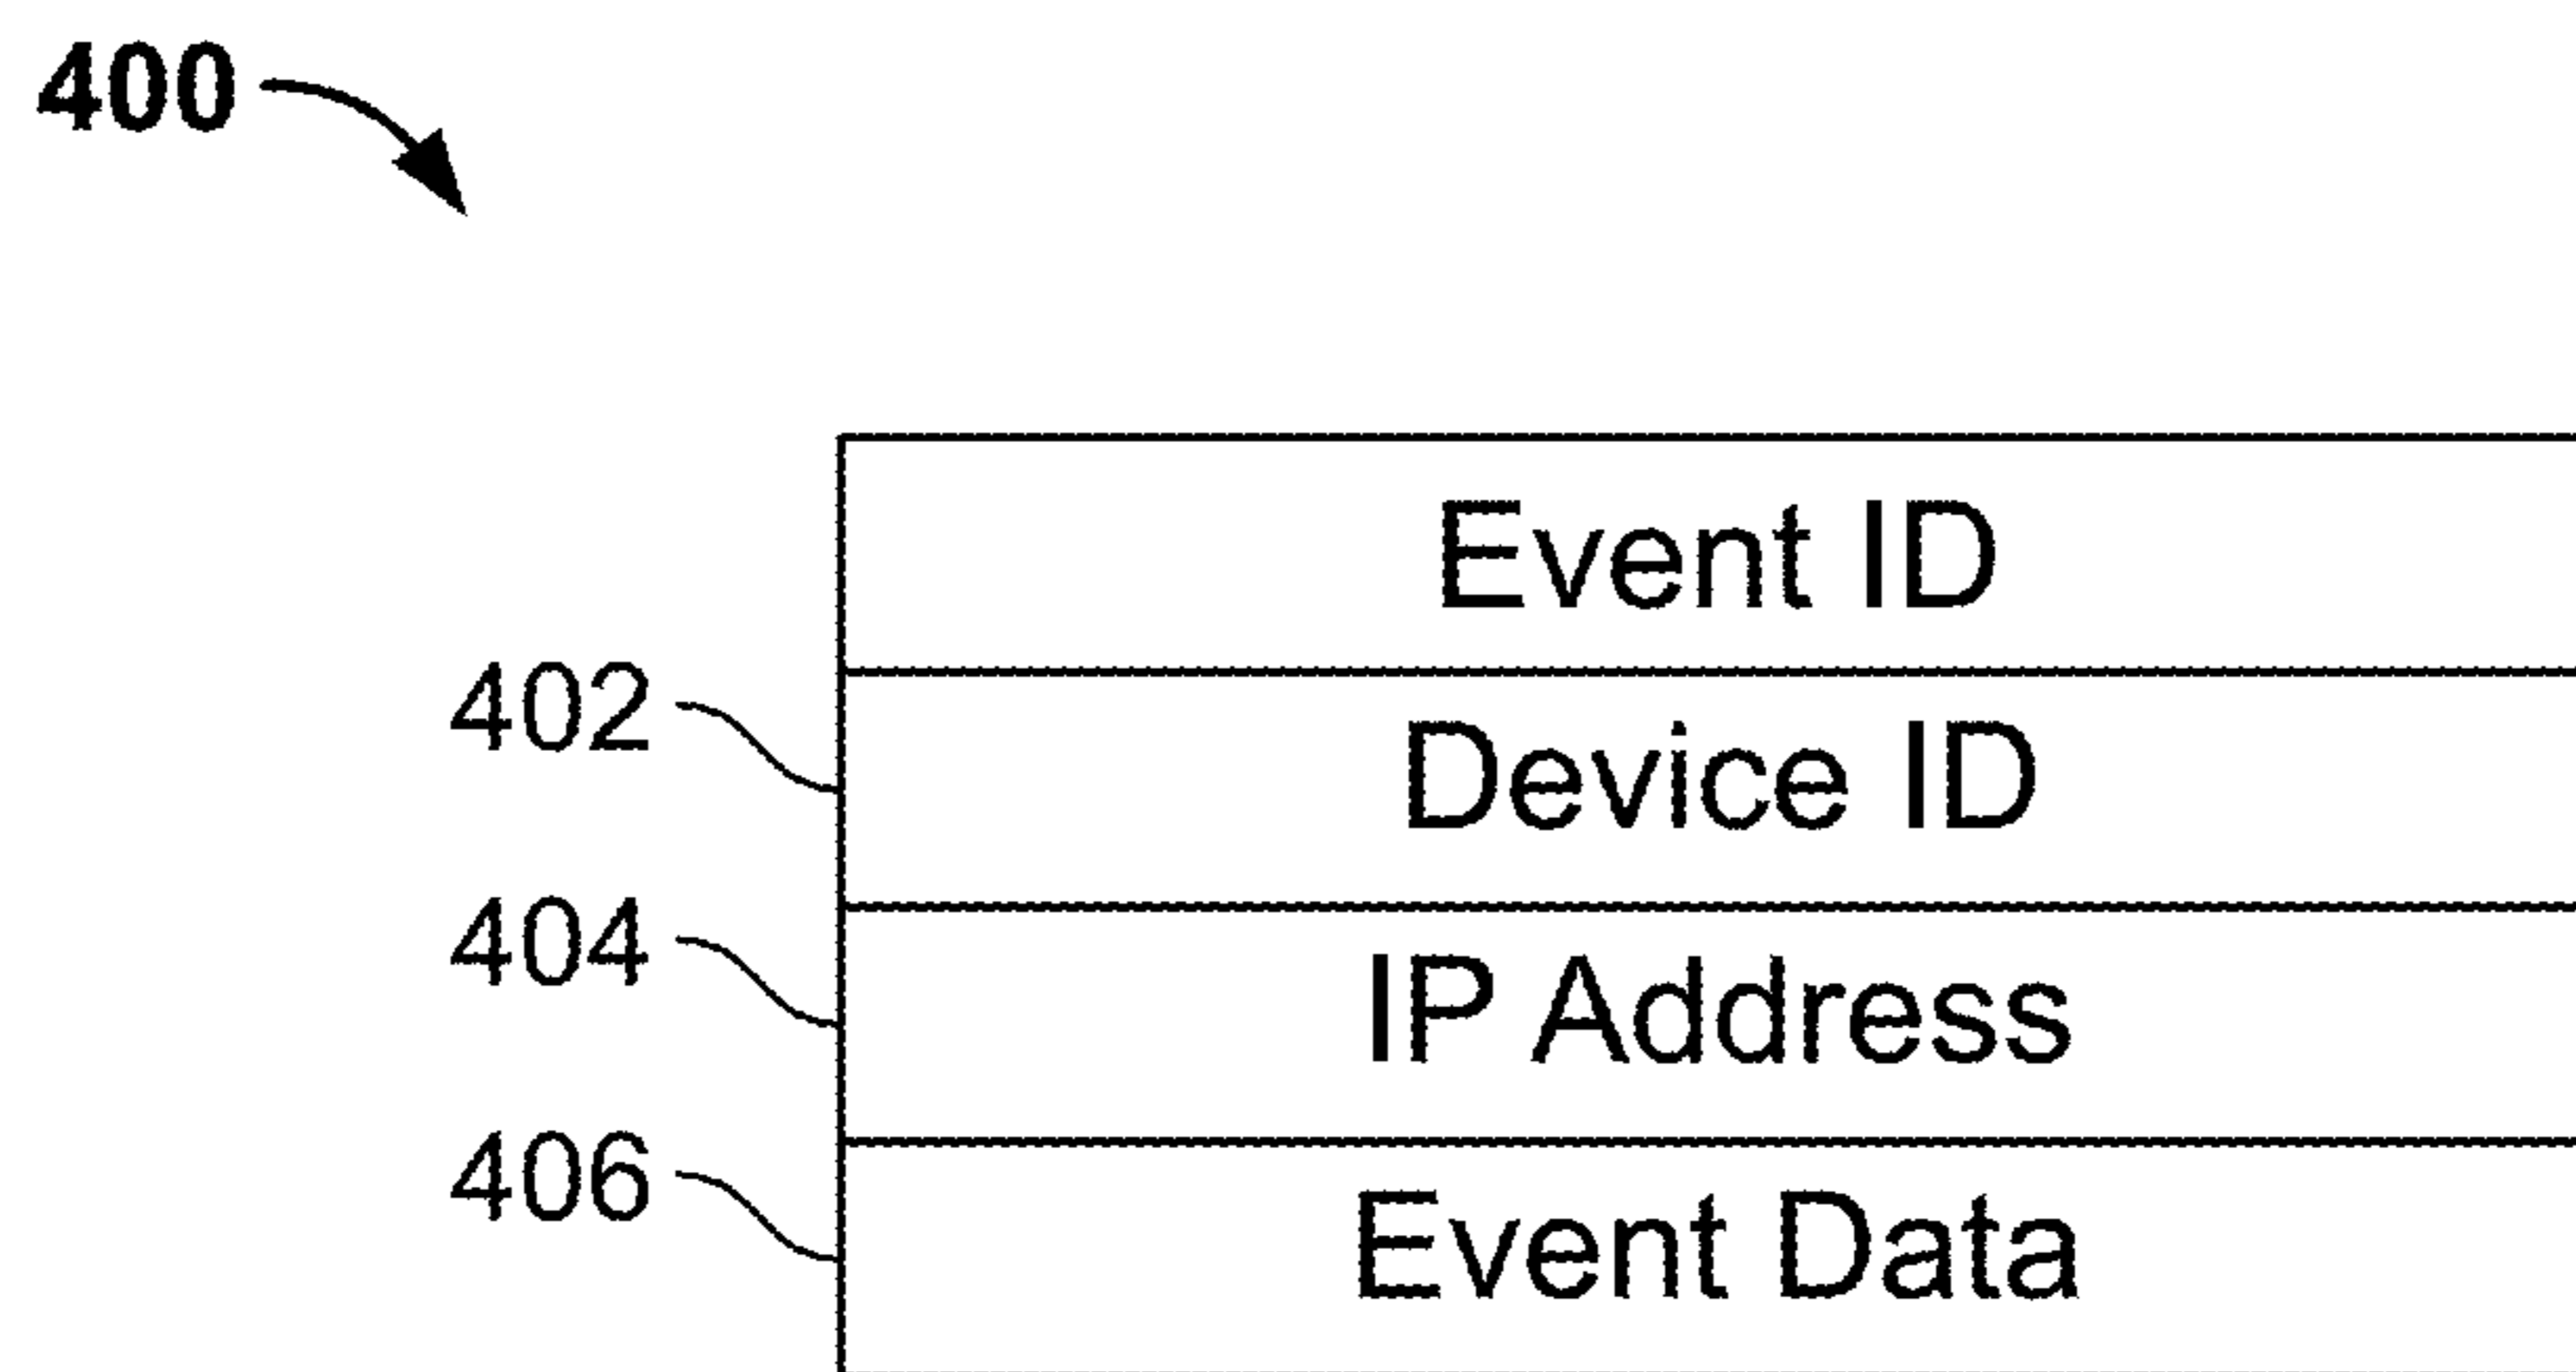 400
Event ID
402 Device ID
404 IP Address
406 Event Data